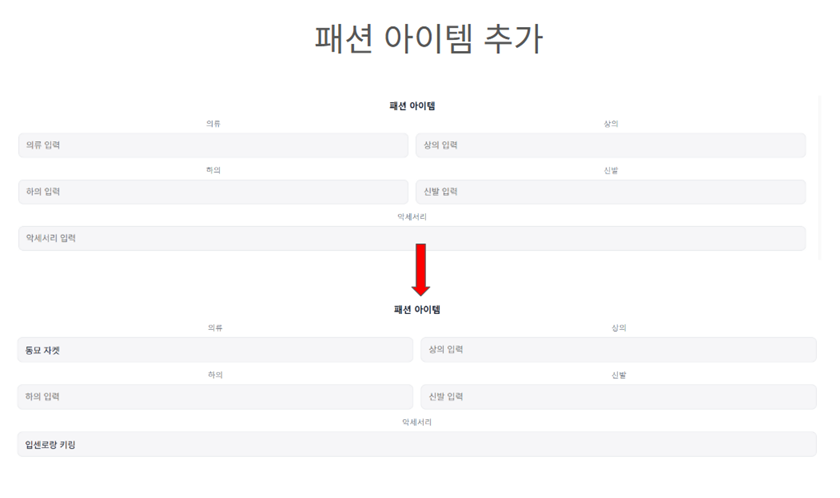 패션 아이템 추가
패션 아이템
의류 상의
의류 입력 상의 입력
하의 신발
하의 입력 신발 입력
악세서리
악세서리 입력
패션 아이템
의류 상의
동묘 자켓 상의 입력
하의 신발
하의 입력 신발 입력
악세서리
입센로랑 키링